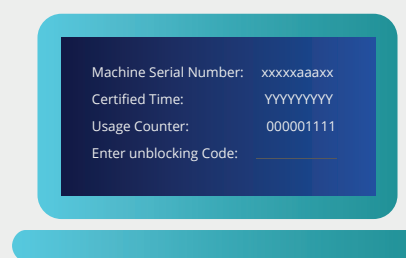 Machine Serial Number: xxxxxaaaxx
Certified Time: YYYYYYYYY
Usage Counter: 000001111
Enter unblocking Code: